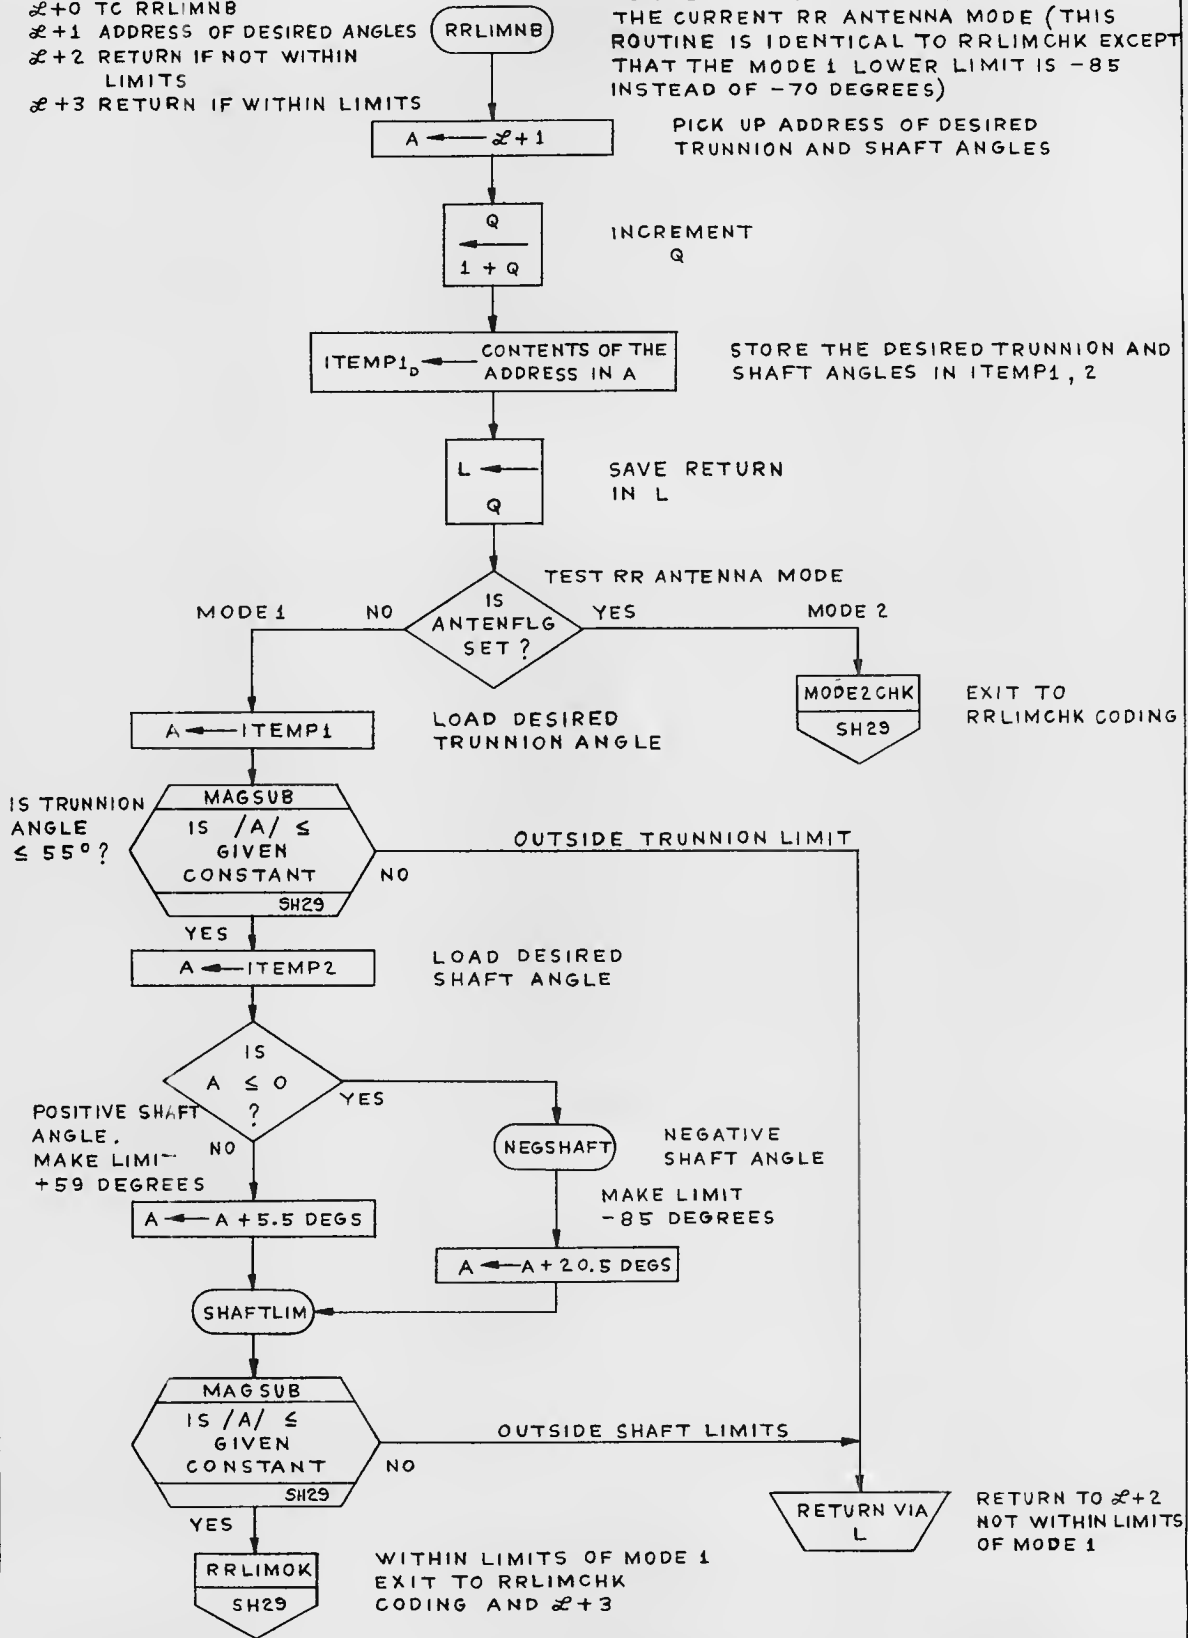 ℒ+0 TC RRLIMNB
ℒ+1 ADDRESS OF DESIRED ANGLES
ℒ+2 RETURN IF NOT WITHIN
LIMITS
ℒ+3 RETURN IF WITHIN LIMITS
RRLIMNB
THE CURRENT RR ANTENNA MODE (THIS
ROUTINE IS IDENTICAL TO RRLIMCHK EXCEPT
THAT THE MODE 1 LOWER LIMIT IS -85
INSTEAD OF -70 DEGREES)
A ← ℒ+1
PICK UP ADDRESS OF DESIRED
TRUNNION AND SHAFT ANGLES
Q
←
1 + Q
INCREMENT
Q
ITEMP1D ← CONTENTS OF THE
ADDRESS IN A
STORE THE DESIRED TRUNNION AND
SHAFT ANGLES IN ITEMP1, 2
L ←
Q
SAVE RETURN
IN L
TEST RR ANTENNA MODE
IS
ANTENFLG
SET ?
MODE 1 NO
YES MODE 2
MODE2CHK
SH29
EXIT TO
RRLIMCHK CODING
A ← ITEMP1
LOAD DESIRED
TRUNNION ANGLE
IS TRUNNION
ANGLE
≤ 55° ?
MAGSUB
IS /A/ ≤
GIVEN
CONSTANT
SH29
OUTSIDE TRUNNION LIMIT
NO
YES
A ← ITEMP2
LOAD DESIRED
SHAFT ANGLE
IS
A ≤ 0
?
YES
POSITIVE SHAFT
ANGLE.
MAKE LIMIT
+59 DEGREES
NO
NEGSHAFT
NEGATIVE
SHAFT ANGLE
MAKE LIMIT
-85 DEGREES
A ← A + 5.5 DEGS
A ← A + 20.5 DEGS
SHAFTLIM
MAGSUB
IS /A/ ≤
GIVEN
CONSTANT
SH29
OUTSIDE SHAFT LIMITS
NO
YES
RETURN VIA
L
RETURN TO ℒ+2
NOT WITHIN LIMITS
OF MODE 1
RRLIMOK
SH29
WITHIN LIMITS OF MODE 1
EXIT TO RRLIMCHK
CODING AND ℒ+3